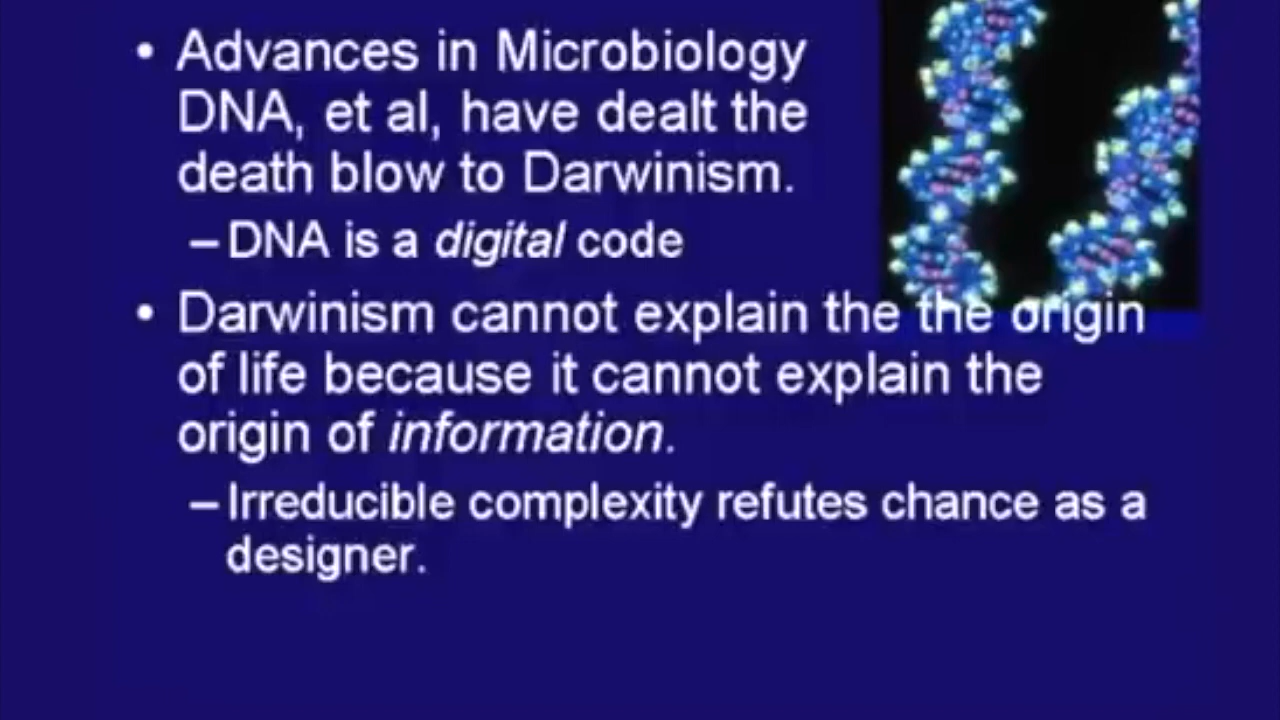 • Advances in Microbiology
DNA, et al, have dealt the
death blow to Darwinism.
– DNA is a digital code
• Darwinism cannot explain the the origin
of life because it cannot explain the
origin of information.
– Irreducible complexity refutes chance as a
designer.